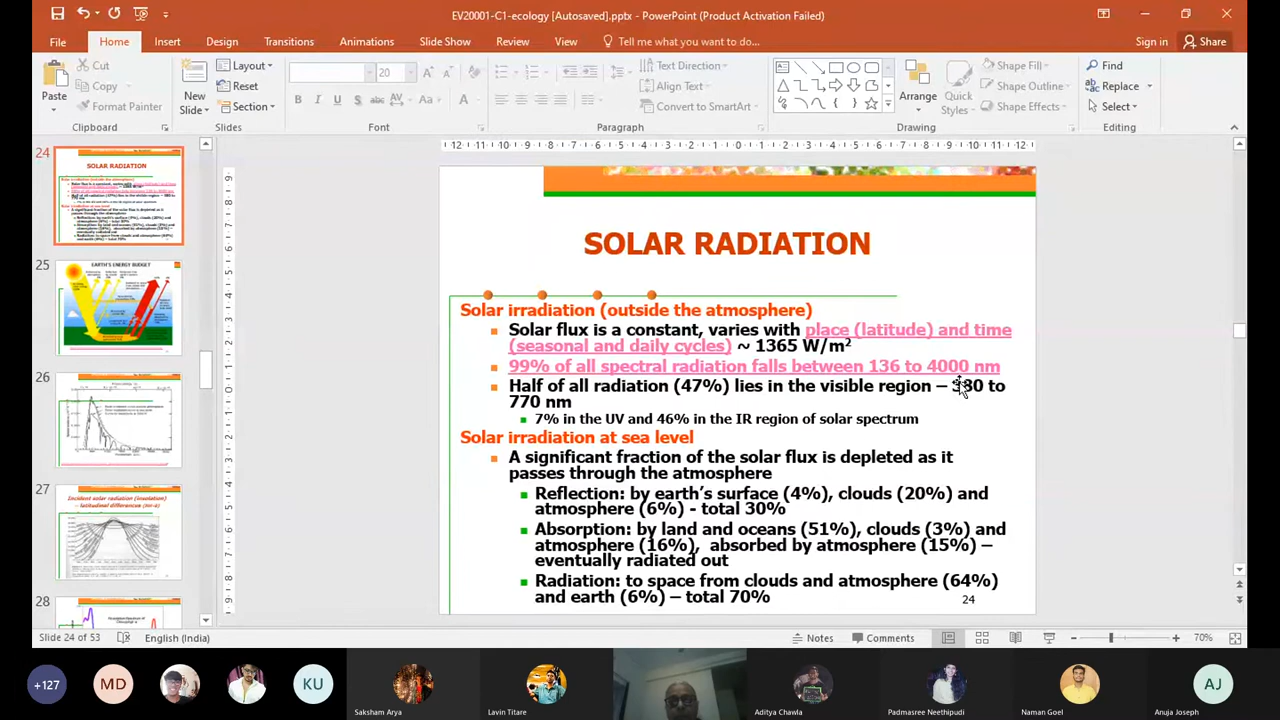 EV20001-C1-ecology [Autosaved].pptx - PowerPoint (Product Activation Failed)
File Home Insert Design Transitions Animations Slide Show Review View Tell me what you want to do... Sign in Share
Paste Cut Copy Format Painter
Clipboard
New Slide Layout Reset Section
Slides
20
Font
Text Direction Align Text Convert to SmartArt
Paragraph
Arrange Quick Styles Shape Fill Shape Outline Shape Effects
Drawing
Find Replace Select
Editing
24
SOLAR RADIATION
25
EARTH'S ENERGY BUDGET
26
27
Incident solar radiation (insolation)
28
SOLAR RADIATION
Solar irradiation (outside the atmosphere)
Solar flux is a constant, varies with place (latitude) and time
(seasonal and daily cycles) ~ 1365 W/m²
99% of all spectral radiation falls between 136 to 4000 nm
Half of all radiation (47%) lies in the visible region – 380 to
770 nm
7% in the UV and 46% in the IR region of solar spectrum
Solar irradiation at sea level
A significant fraction of the solar flux is depleted as it
passes through the atmosphere
Reflection: by earth's surface (4%), clouds (20%) and
atmosphere (6%) - total 30%
Absorption: by land and oceans (51%), clouds (3%) and
atmosphere (16%), absorbed by atmosphere (15%) –
eventually radiated out
Radiation: to space from clouds and atmosphere (64%)
and earth (6%) – total 70%
24
Slide 24 of 53 English (India) Notes Comments 70%
+127 MD KU AJ
Saksham Arya Lavin Titare Aditya Chawla Padmasree Neethipudi Naman Goel Anuja Joseph